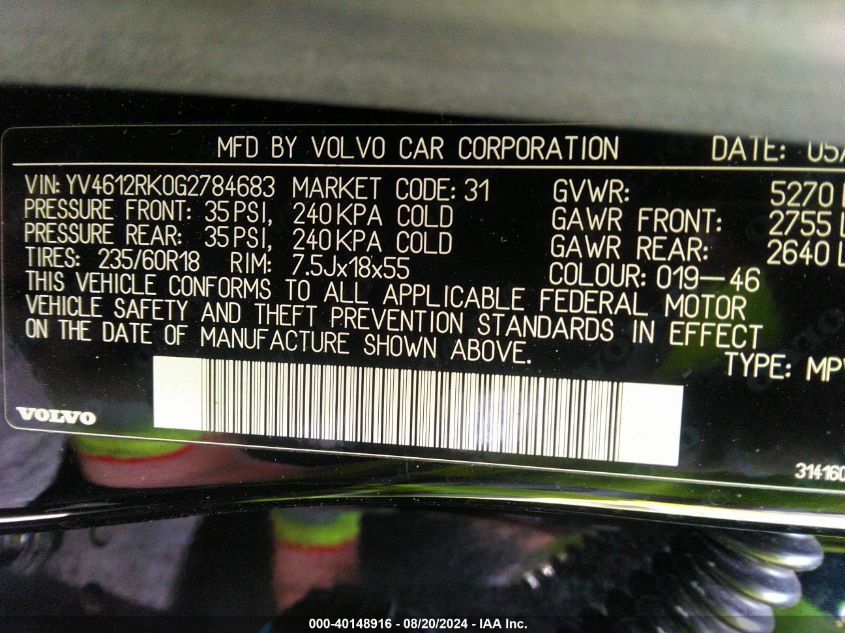 MFD BY VOLVO CAR CORPORATION DATE: 05/
VIN: YV4612RK0G2784683 MARKET CODE: 31 GVWR: 5270
PRESSURE FRONT: 35 PSI, 240 KPA COLD GAWR FRONT: 2755 L
PRESSURE REAR: 35 PSI, 240 KPA COLD GAWR REAR: 2640 L
TIRES: 235/60R18 RIM: 7.5Jx18x55 COLOUR: 019-46
THIS VEHICLE CONFORMS TO ALL APPLICABLE FEDERAL MOTOR
VEHICLE SAFETY AND THEFT PREVENTION STANDARDS IN EFFECT
ON THE DATE OF MANUFACTURE SHOWN ABOVE.
TYPE: MPV
VOLVO
314160
000-40148916 - 08/20/2024 - IAA Inc.